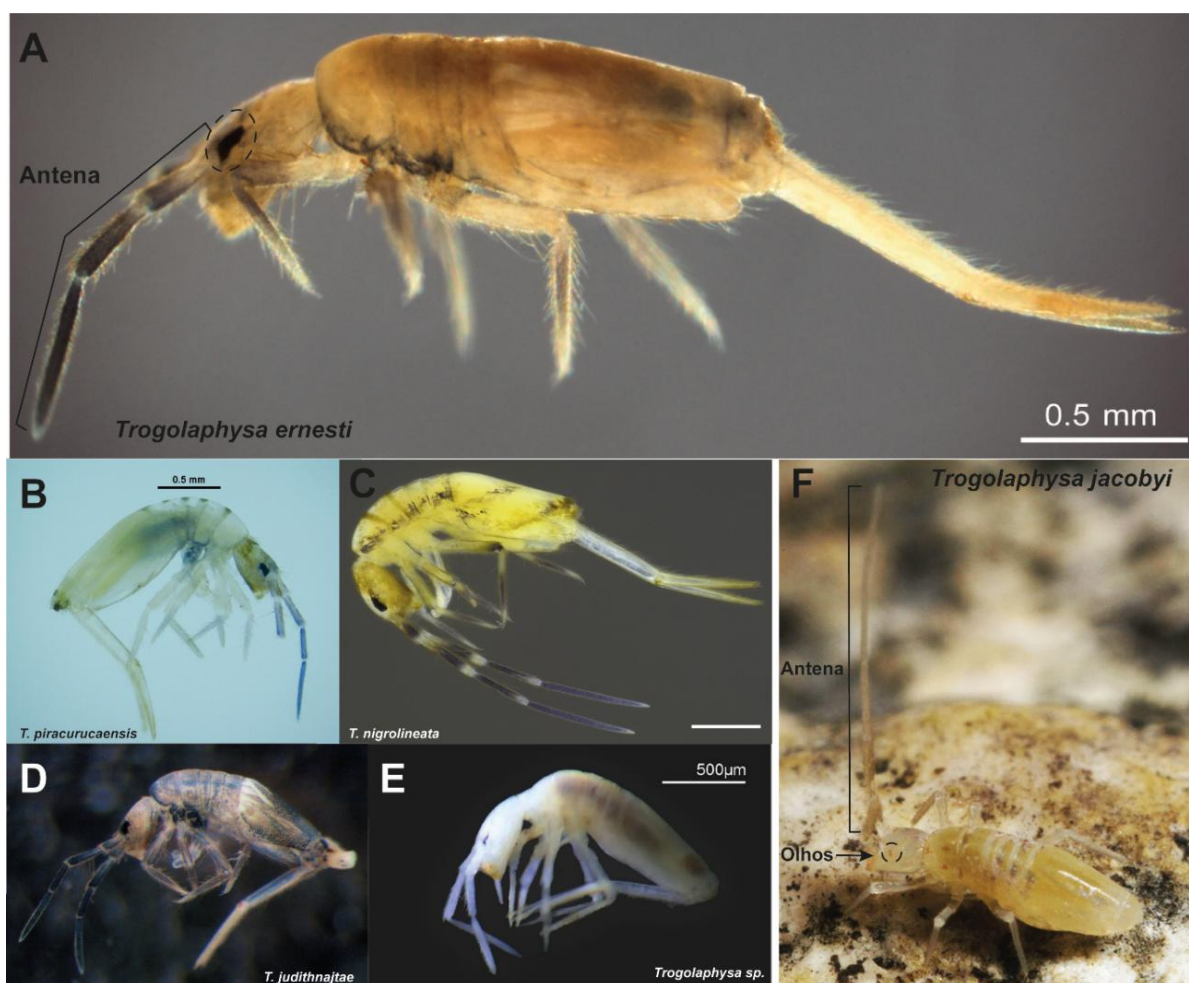 A
Antena
Trogolaphysa ernesti
0.5 mm
B
0.5 mm
T. piracurucaensis
C
T. nigrolineata
D
T. judithnajtae
E
500µm
Trogolaphysa sp.
F
Trogolaphysa jacobyi
Antena
Olhos